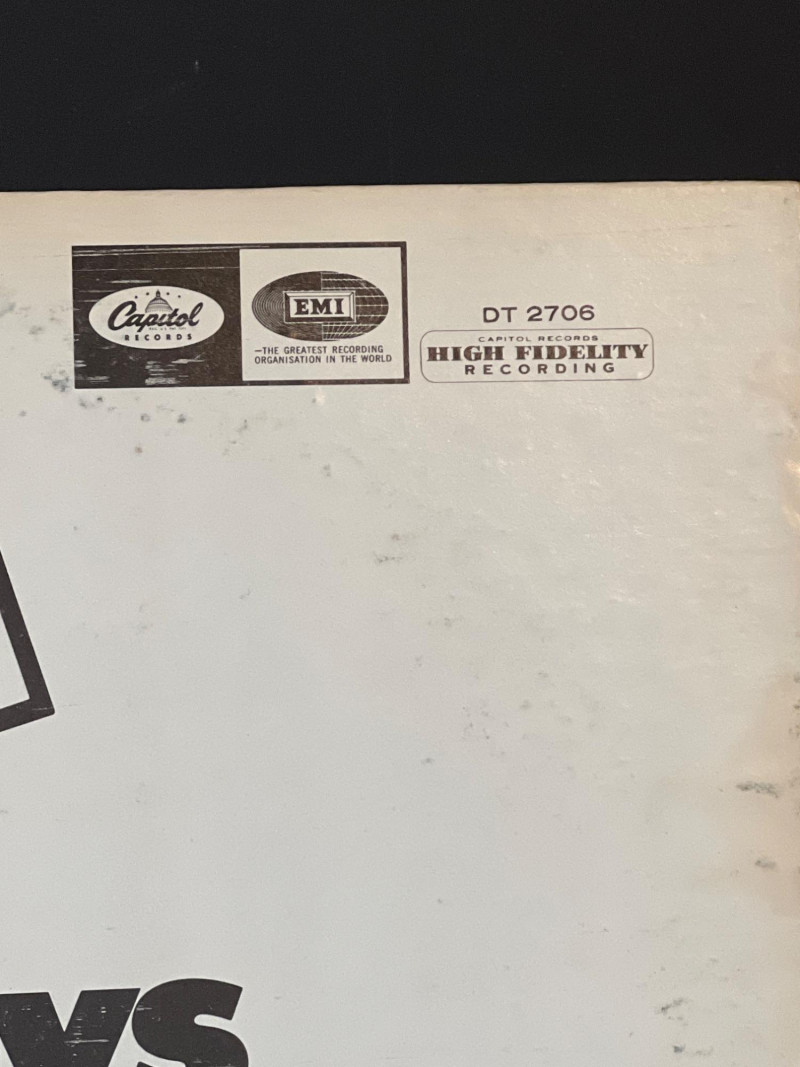 Capitol
RECORDS
EMI
—THE GREATEST RECORDING
ORGANISATION IN THE WORLD
DT 2706
CAPITOL RECORDS
HIGH FIDELITY
RECORDING
ys